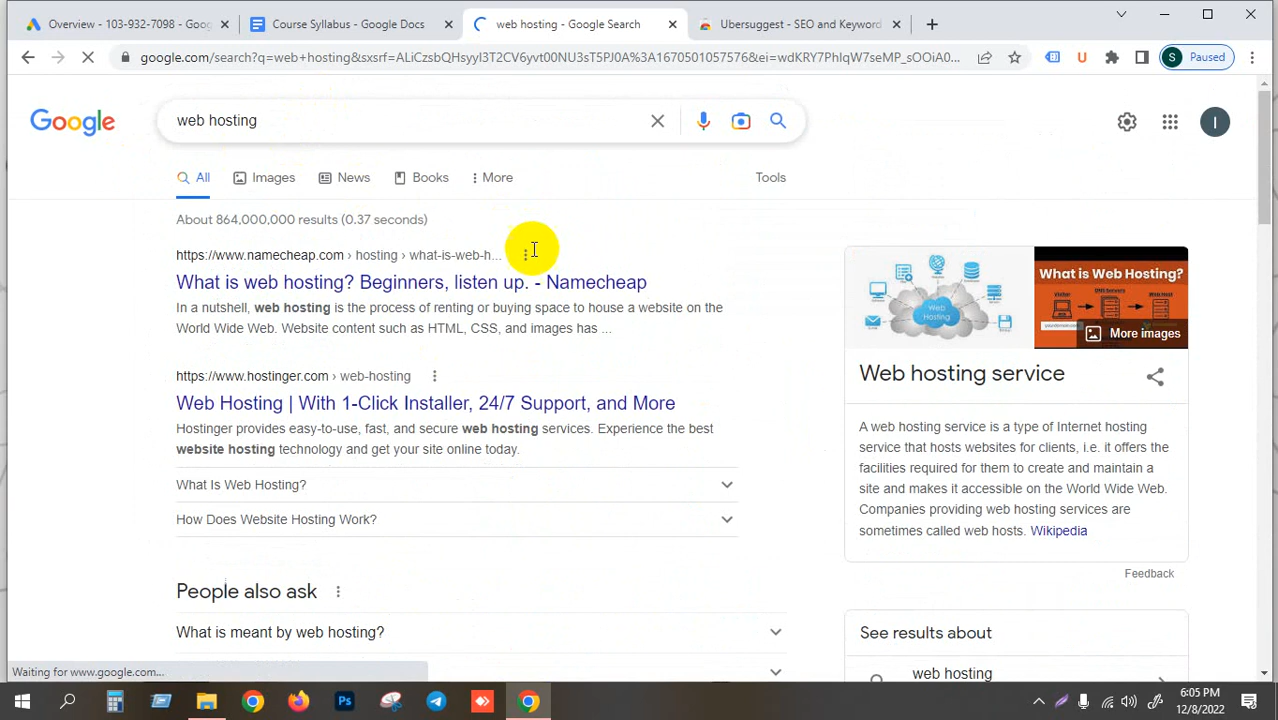 Overview - 103-932-7098 - Goog
Course Syllabus - Google Docs
web hosting - Google Search
Ubersuggest - SEO and Keyword
google.com/search?q=web+hosting&sxsrf=ALiCzsbQHsyxI3T2CV6yvt00NU3sT5PJ0A%3A1670501057576&ei=wdKRY7PhIqW7seMP_sOOiA0...
U
S
Paused
Google
web hosting
I
All
Images
News
Books
More
Tools
About 864,000,000 results (0.37 seconds)
https://www.namecheap.com › hosting › what-is-web-h...
What is web hosting? Beginners, listen up. - Namecheap
In a nutshell, web hosting is the process of renting or buying space to house a website on the
World Wide Web. Website content such as HTML, CSS, and images has ...
https://www.hostinger.com › web-hosting
Web Hosting | With 1-Click Installer, 24/7 Support, and More
Hostinger provides easy-to-use, fast, and secure web hosting services. Experience the best
website hosting technology and get your site online today.
What Is Web Hosting?
How Does Website Hosting Work?
People also ask
What is meant by web hosting?
Web
Hosting
What is Web Hosting?
More images
Web hosting service
A web hosting service is a type of Internet hosting
service that hosts websites for clients, i.e. it offers the
facilities required for them to create and maintain a
site and makes it accessible on the World Wide Web.
Companies providing web hosting services are
sometimes called web hosts. Wikipedia
Feedback
See results about
web hosting
Waiting for www.google.com...
Ps
6:05 PM
12/8/2022